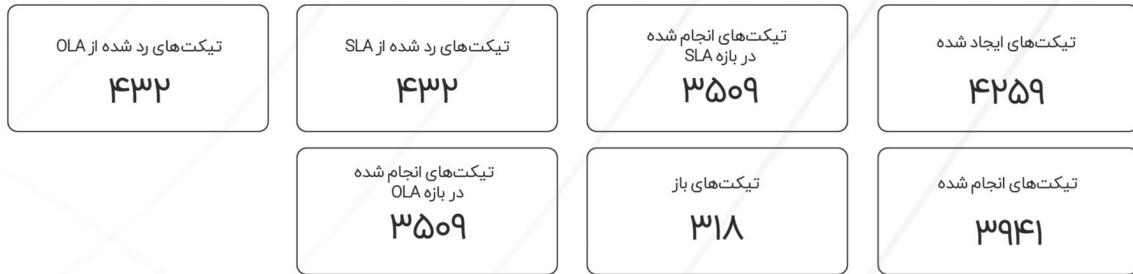 تیکت‌های ایجاد شده
۴۲۵۹
تیکت‌های انجام شده
در بازه SLA
۳۵۰۹
تیکت‌های رد شده از SLA
۴۳۲
تیکت‌های رد شده از OLA
۴۳۲
تیکت‌های انجام شده
۳۹۴۱
تیکت‌های باز
۳۱۸
تیکت‌های انجام شده
در بازه OLA
۳۵۰۹